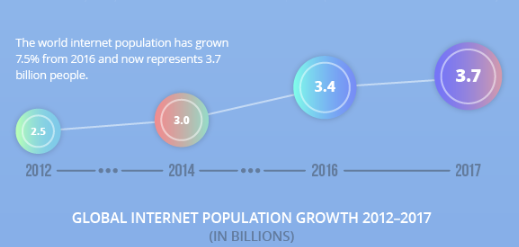 The world internet population has grown
7.5% from 2016 and now represents 3.7
billion people.
2.5
3.0
3.4
3.7
2012 2014 2016 2017
GLOBAL INTERNET POPULATION GROWTH 2012–2017
(IN BILLIONS)